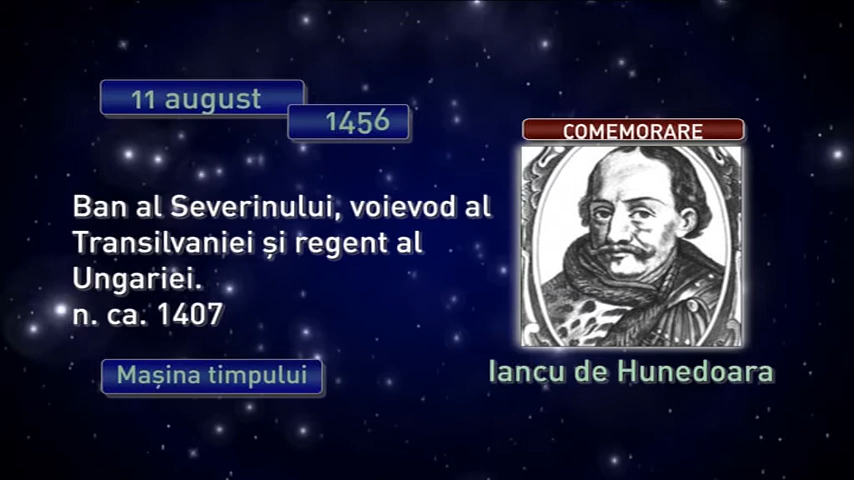 11 august
1456
COMEMORARE
Ban al Severinului, voievod al
Transilvaniei și regent al
Ungariei.
n. ca. 1407
Mașina timpului
Iancu de Hunedoara